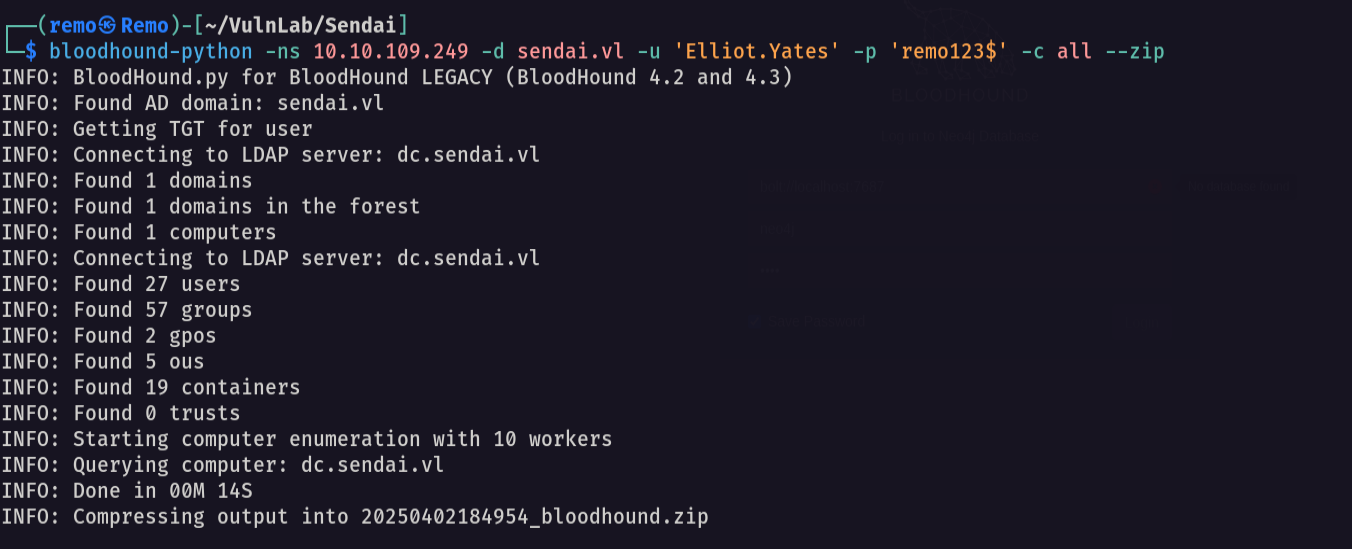 ┌──(remo㉿Remo)-[~/VulnLab/Sendai]
└─$ bloodhound-python -ns 10.10.109.249 -d sendai.vl -u 'Elliot.Yates' -p 'remo123$' -c all --zip
INFO: BloodHound.py for BloodHound LEGACY (BloodHound 4.2 and 4.3)
INFO: Found AD domain: sendai.vl
INFO: Getting TGT for user
INFO: Connecting to LDAP server: dc.sendai.vl
INFO: Found 1 domains
INFO: Found 1 domains in the forest
INFO: Found 1 computers
INFO: Connecting to LDAP server: dc.sendai.vl
INFO: Found 27 users
INFO: Found 57 groups
INFO: Found 2 gpos
INFO: Found 5 ous
INFO: Found 19 containers
INFO: Found 0 trusts
INFO: Starting computer enumeration with 10 workers
INFO: Querying computer: dc.sendai.vl
INFO: Done in 00M 14S
INFO: Compressing output into 20250402184954_bloodhound.zip